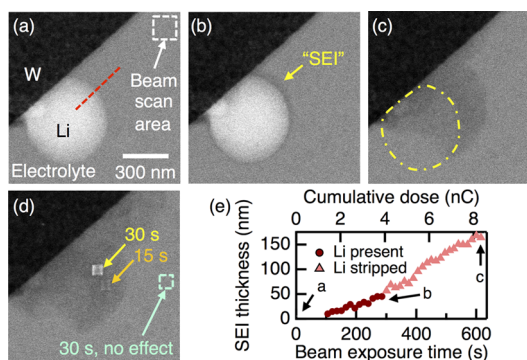 (a)
W
Li
Electrolyte
Beam
scan
area
300 nm
(b)
“SEI”
(c)
(d)
30 s
15 s
30 s, no effect
(e)
Cumulative dose (nC)
0 2 4 6 8
SEI thickness (nm)
150
100
50
0
Li present
Li stripped
a
b
c
0 200 400 600
Beam exposure time (s)